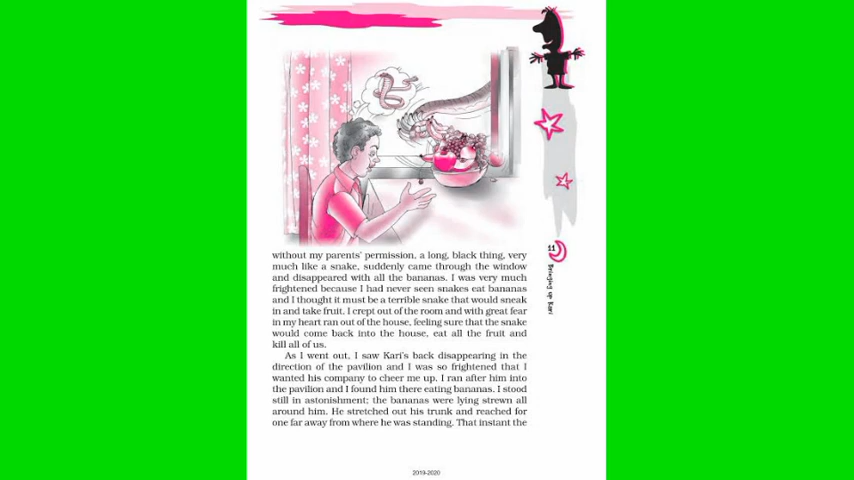 without my parents' permission, a long, black thing, very
much like a snake, suddenly came through the window
and disappeared with all the bananas. I was very much
frightened because I had never seen snakes eat bananas
and I thought it must be a terrible snake that would sneak
in and take fruit. I crept out of the room and with great fear
in my heart ran out of the house, feeling sure that the snake
would come back into the house, eat all the fruit and
kill all of us.
As I went out, I saw Kari's back disappearing in the
direction of the pavilion and I was so frightened that I
wanted his company to cheer me up. I ran after him into
the pavilion and I found him there eating bananas. I stood
still in astonishment; the bananas were lying strewn all
around him. He stretched out his trunk and reached for
one far away from where he was standing. That instant the
11
Bringing up Kari
2019-2020